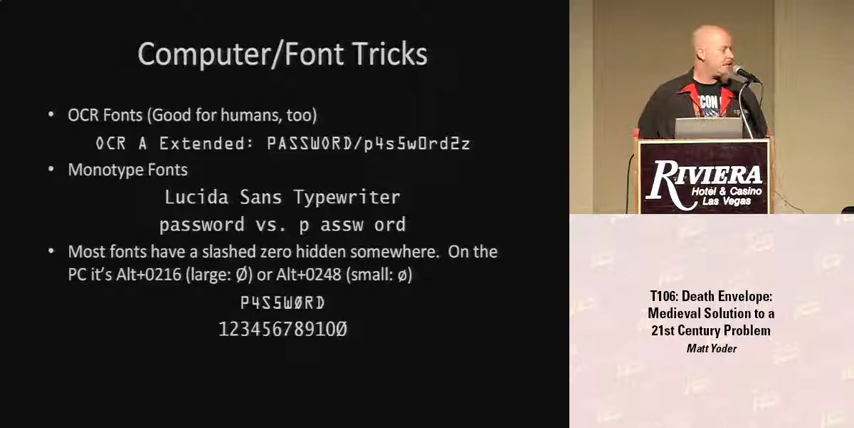 Computer/Font Tricks
• OCR Fonts (Good for humans, too)
OCR A Extended: PASSWORD/p4s5w0rd2z
• Monotype Fonts
Lucida Sans Typewriter
password vs. p assw ord
• Most fonts have a slashed zero hidden somewhere. On the
PC it's Alt+0216 (large: Ø) or Alt+0248 (small: ø)
P4S5WØRD
12345678910Ø
CON
RIVIERA
Hotel & Casino
Las Vegas
T106: Death Envelope:
Medieval Solution to a
21st Century Problem
Matt Yoder